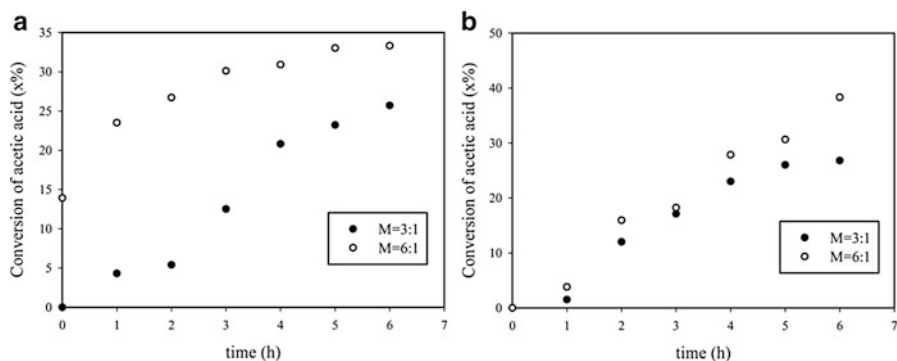 a
Conversion of acetic acid (x%)
35
30
25
20
15
10
5
0
0 1 2 3 4 5 6 7
time (h)
M=3:1
M=6:1
b
Conversion of acetic acid (x%)
50
40
30
20
10
0
0 1 2 3 4 5 6 7
time (h)
M=3:1
M=6:1